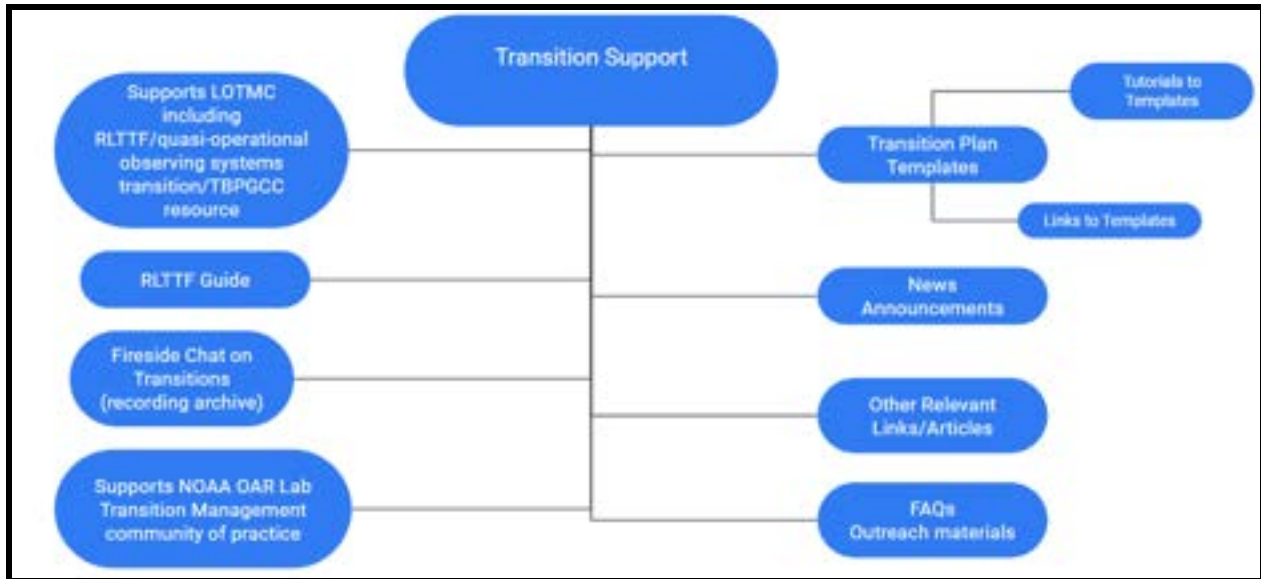 Transition Support
Supports LOTMC
including
RLTTF/quasi-operational
observing systems
transition/TBPGCC
resource
RLTTF Guide
Fireside Chat on
Transitions
(recording archive)
Supports NOAA OAR Lab
Transition Management
community of practice
Tutorials to
Templates
Transition Plan
Templates
Links to Templates
News
Announcements
Other Relevant
Links/Articles
FAQs
Outreach materials